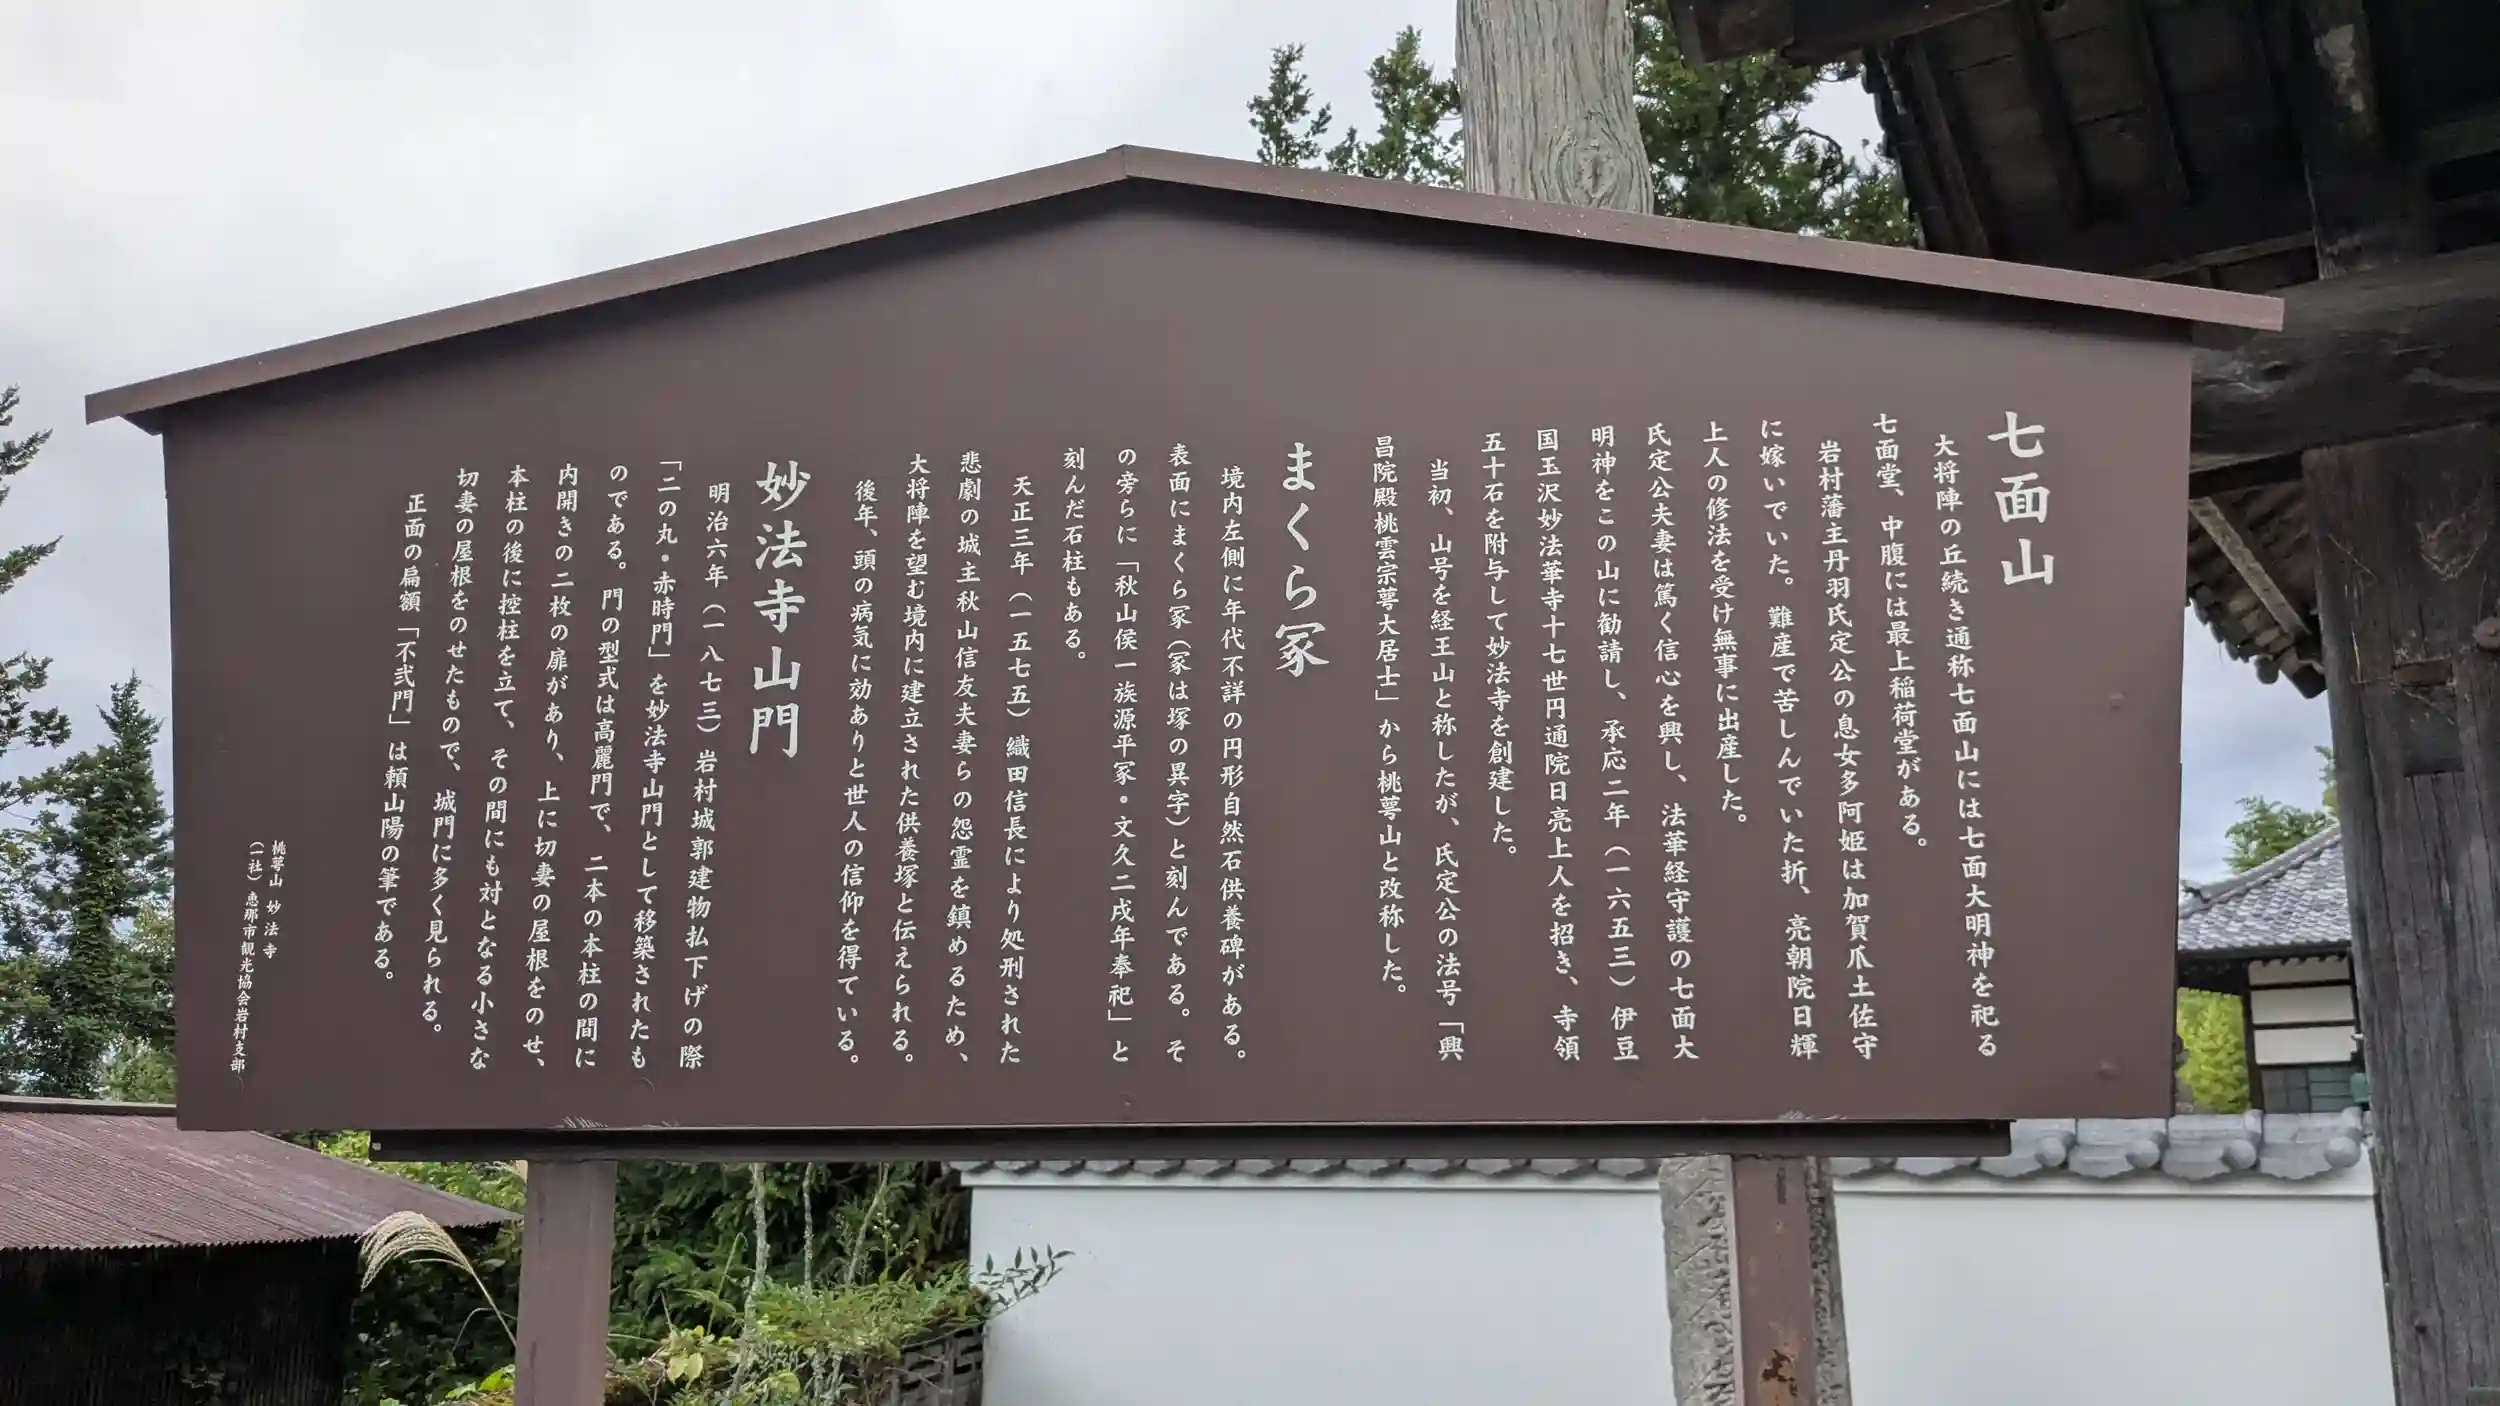 七面山
大将陣の丘続き通称七面山には七面大明神を祀る
七面堂、中腹には最上稲荷堂がある。
岩村藩主丹羽氏定公の息女多阿姫は加賀爪土佐守
に嫁いでいた。難産で苦しんでいた折、亮朝院日輝
上人の修法を受け無事に出産した。
氏定公夫妻は篤く信心を興し、法華経守護の七面大
明神をこの山に勧請し、承応二年（一六五三）伊豆
国玉沢妙法華寺十七世円通院日亮上人を招き、寺領
五十石を附与して妙法寺を創建した。
当初、山号を経王山と称したが、氏定公の法号「興
昌院殿桃雲宗萼大居士」から桃萼山と改称した。
まくら冢
境内左側に年代不詳の円形自然石供養碑がある。
表面にまくら冢（冢は塚の異字）と刻んである。そ
の旁らに「秋山侯一族源平冢・文久二戌年奉祀」と
刻んだ石柱もある。
天正三年（一五七五）織田信長により処刑された
悲劇の城主秋山信友夫妻らの怨霊を鎮めるため、
大将陣を望む境内に建立された供養塚と伝えられる。
後年、頭の病気に効ありと世人の信仰を得ている。
妙法寺山門
明治六年（一八七三）岩村城郭建物払下げの際
「二の丸・赤時門」を妙法寺山門として移築されたも
のである。門の型式は高麗門で、二本の本柱の間に
内開きの二枚の扉があり、上に切妻の屋根をのせ、
本柱の後に控柱を立て、その間にも対となる小さな
切妻の屋根をのせたもので、城門に多く見られる。
正面の扁額「不弐門」は頼山陽の筆である。
桃萼山 妙法寺
（一社）恵那市観光協会岩村支部